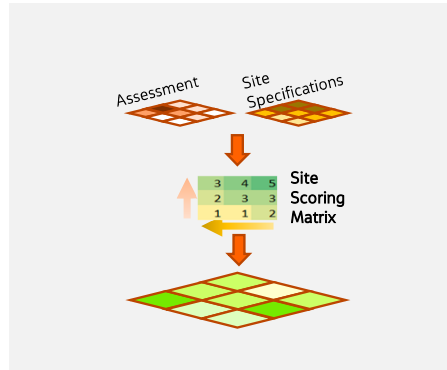 Assessment
Site
Specifications
3 4 5
2 3 3
1 1 2
Site
Scoring
Matrix